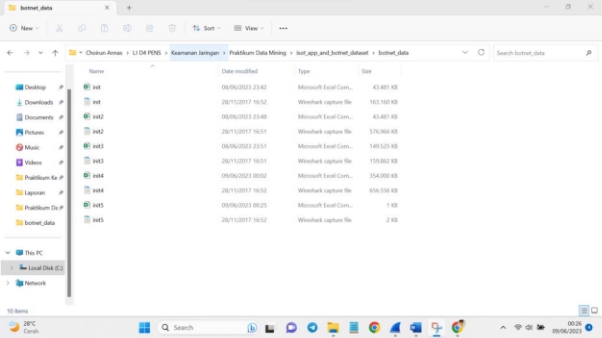 botnet_data
New
Sort
View
Choirun Annas > LJ D4 PENS > Keamanan Jaringan > Praktikum Data Mining > isot_app_and_botnet_dataset > botnet_data
Search botnet_data
Name Date modified Type Size
Desktop
Downloads
Documents
Pictures
Music
Videos
Praktikum Ke
Laporan
Praktikum Da
botnet_data
This PC
Local Disk (C:)
Network
init 08/06/2023 23:42 Microsoft Excel Com... 43.481 KB
init 28/11/2017 16:52 Wireshark capture file 163.160 KB
init2 08/06/2023 23:48 Microsoft Excel Com... 43.481 KB
init2 28/11/2017 16:51 Wireshark capture file 576.966 KB
init3 08/06/2023 23:51 Microsoft Excel Com... 149.525 KB
init3 28/11/2017 16:51 Wireshark capture file 159.862 KB
init4 09/06/2023 00:02 Microsoft Excel Com... 354.000 KB
init4 28/11/2017 16:52 Wireshark capture file 656.556 KB
init5 09/06/2023 00:25 Microsoft Excel Com... 1 KB
init5 28/11/2017 16:52 Wireshark capture file 2 KB
10 items
28°C
Cerah
Search
00:26
09/06/2023